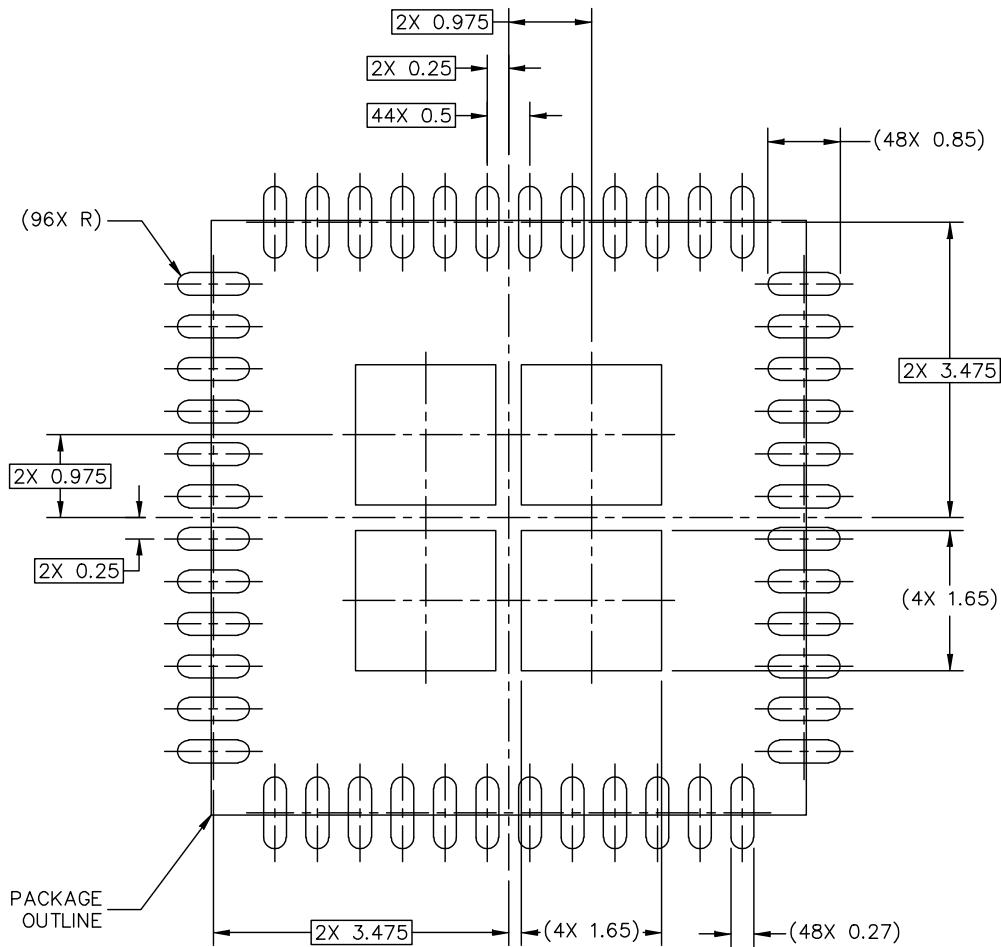 2X 0.975
2X 0.25
44X 0.5
(48X 0.85)
(96X R)
2X 3.475
2X 0.975
2X 0.25
(4X 1.65)
PACKAGE
OUTLINE
2X 3.475
(4X 1.65)
(48X 0.27)